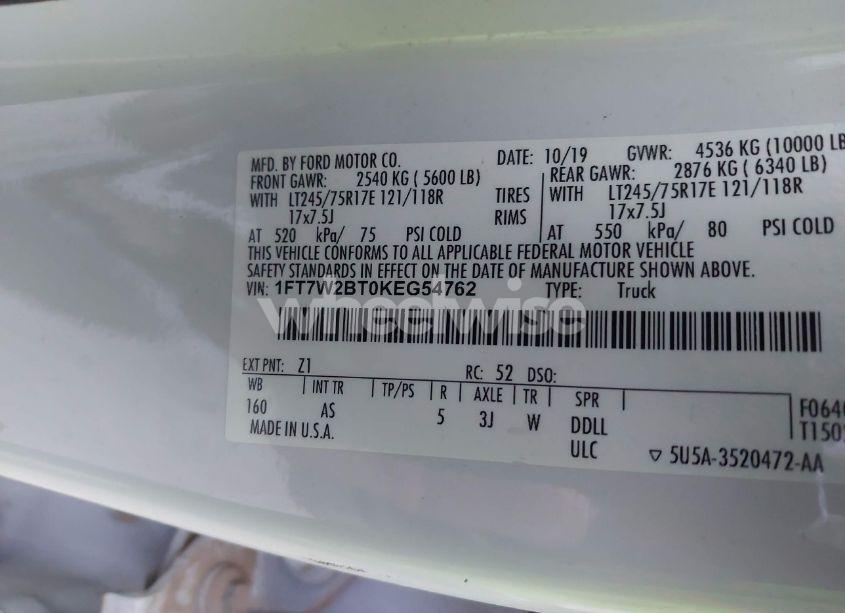 MFD. BY FORD MOTOR CO. DATE: 10/19 GVWR: 4536 KG (10000 LB
FRONT GAWR: 2540 KG ( 5600 LB) REAR GAWR: 2876 KG ( 6340 LB)
WITH LT245/75R17E 121/118R TIRES WITH LT245/75R17E 121/118R
17x7.5J RIMS 17x7.5J
AT 520 kPa/ 75 PSI COLD AT 550 kPa/ 80 PSI COLD
THIS VEHICLE CONFORMS TO ALL APPLICABLE FEDERAL MOTOR VEHICLE
SAFETY STANDARDS IN EFFECT ON THE DATE OF MANUFACTURE SHOWN ABOVE.
VIN: 1FT7W2BT0KEG54762 TYPE: Truck
wheelwise
EXT PNT: Z1 RC: 52 DSO:
WB INT TR TP/PS R AXLE TR SPR
160 AS 5 3J W DDLL F0640
ULC T150
MADE IN U.S.A.
▽ 5U5A-3520472-AA